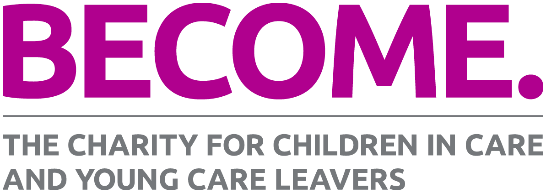 BECOME.
THE CHARITY FOR CHILDREN IN CARE
AND YOUNG CARE LEAVERS